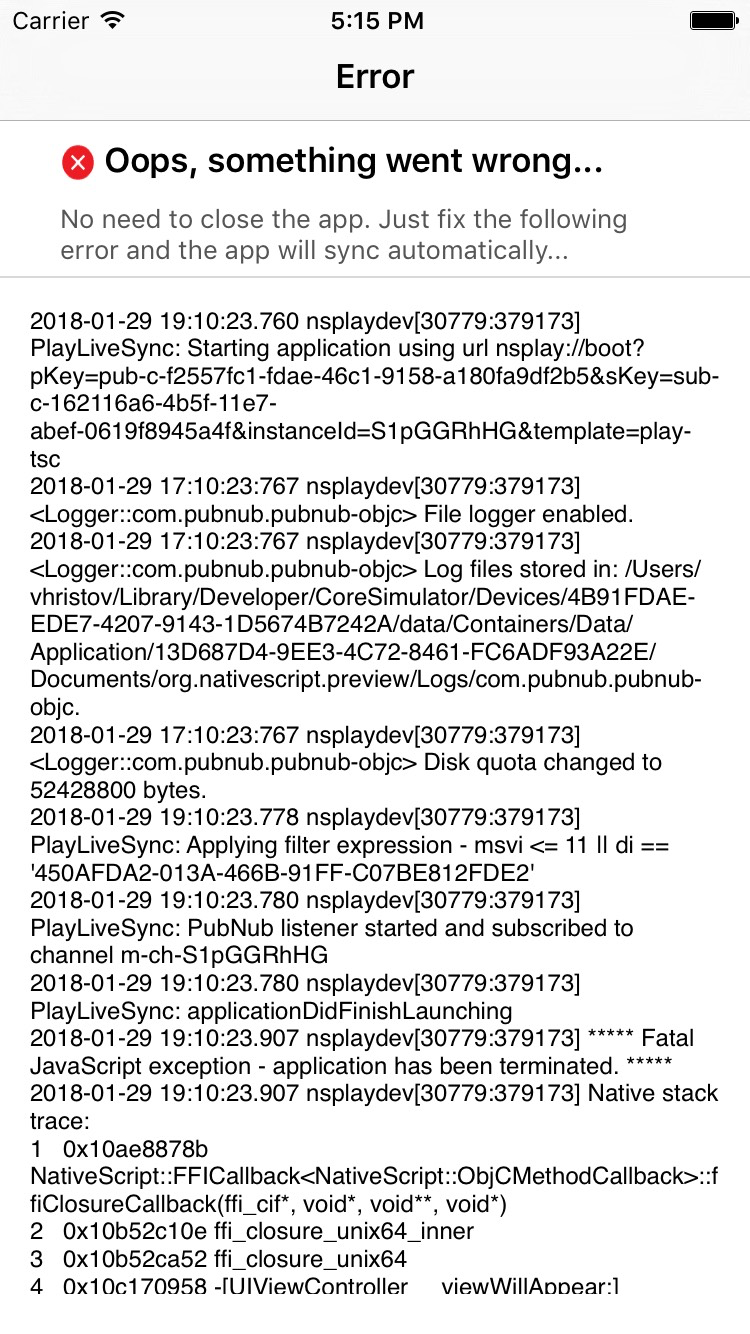 Carrier 5:15 PM
Error
Oops, something went wrong...
No need to close the app. Just fix the following
error and the app will sync automatically...
2018-01-29 19:10:23.760 nsplaydev[30779:379173]
PlayLiveSync: Starting application using url nsplay://boot?
pKey=pub-c-f2557fc1-fdae-46c1-9158-a180fa9df2b5&sKey=sub-
c-162116a6-4b5f-11e7-
abef-0619f8945a4f&instanceId=S1pGGRhHG&template=play-
tsc
2018-01-29 17:10:23:767 nsplaydev[30779:379173]
<Logger::com.pubnub.pubnub-objc> File logger enabled.
2018-01-29 17:10:23:767 nsplaydev[30779:379173]
<Logger::com.pubnub.pubnub-objc> Log files stored in: /Users/
vhristov/Library/Developer/CoreSimulator/Devices/4B91FDAE-
EDE7-4207-9143-1D5674B7242A/data/Containers/Data/
Application/13D687D4-9EE3-4C72-8461-FC6ADF93A22E/
Documents/org.nativescript.preview/Logs/com.pubnub.pubnub-
objc.
2018-01-29 17:10:23:767 nsplaydev[30779:379173]
<Logger::com.pubnub.pubnub-objc> Disk quota changed to
52428800 bytes.
2018-01-29 19:10:23.778 nsplaydev[30779:379173]
PlayLiveSync: Applying filter expression - msvi <= 11 || di ==
'450AFDA2-013A-466B-91FF-C07BE812FDE2'
2018-01-29 19:10:23.780 nsplaydev[30779:379173]
PlayLiveSync: PubNub listener started and subscribed to
channel m-ch-S1pGGRhHG
2018-01-29 19:10:23.780 nsplaydev[30779:379173]
PlayLiveSync: applicationDidFinishLaunching
2018-01-29 19:10:23.907 nsplaydev[30779:379173] ***** Fatal
JavaScript exception - application has been terminated. *****
2018-01-29 19:10:23.907 nsplaydev[30779:379173] Native stack
trace:
1 0x10ae8878b
NativeScript::FFICallback<NativeScript::ObjCMethodCallback>::f
fiClosureCallback(ffi_cif*, void*, void**, void*)
2 0x10b52c10e ffi_closure_unix64_inner
3 0x10b52ca52 ffi_closure_unix64
4 0x10c170958 -[UIViewController __viewWillAppear:]